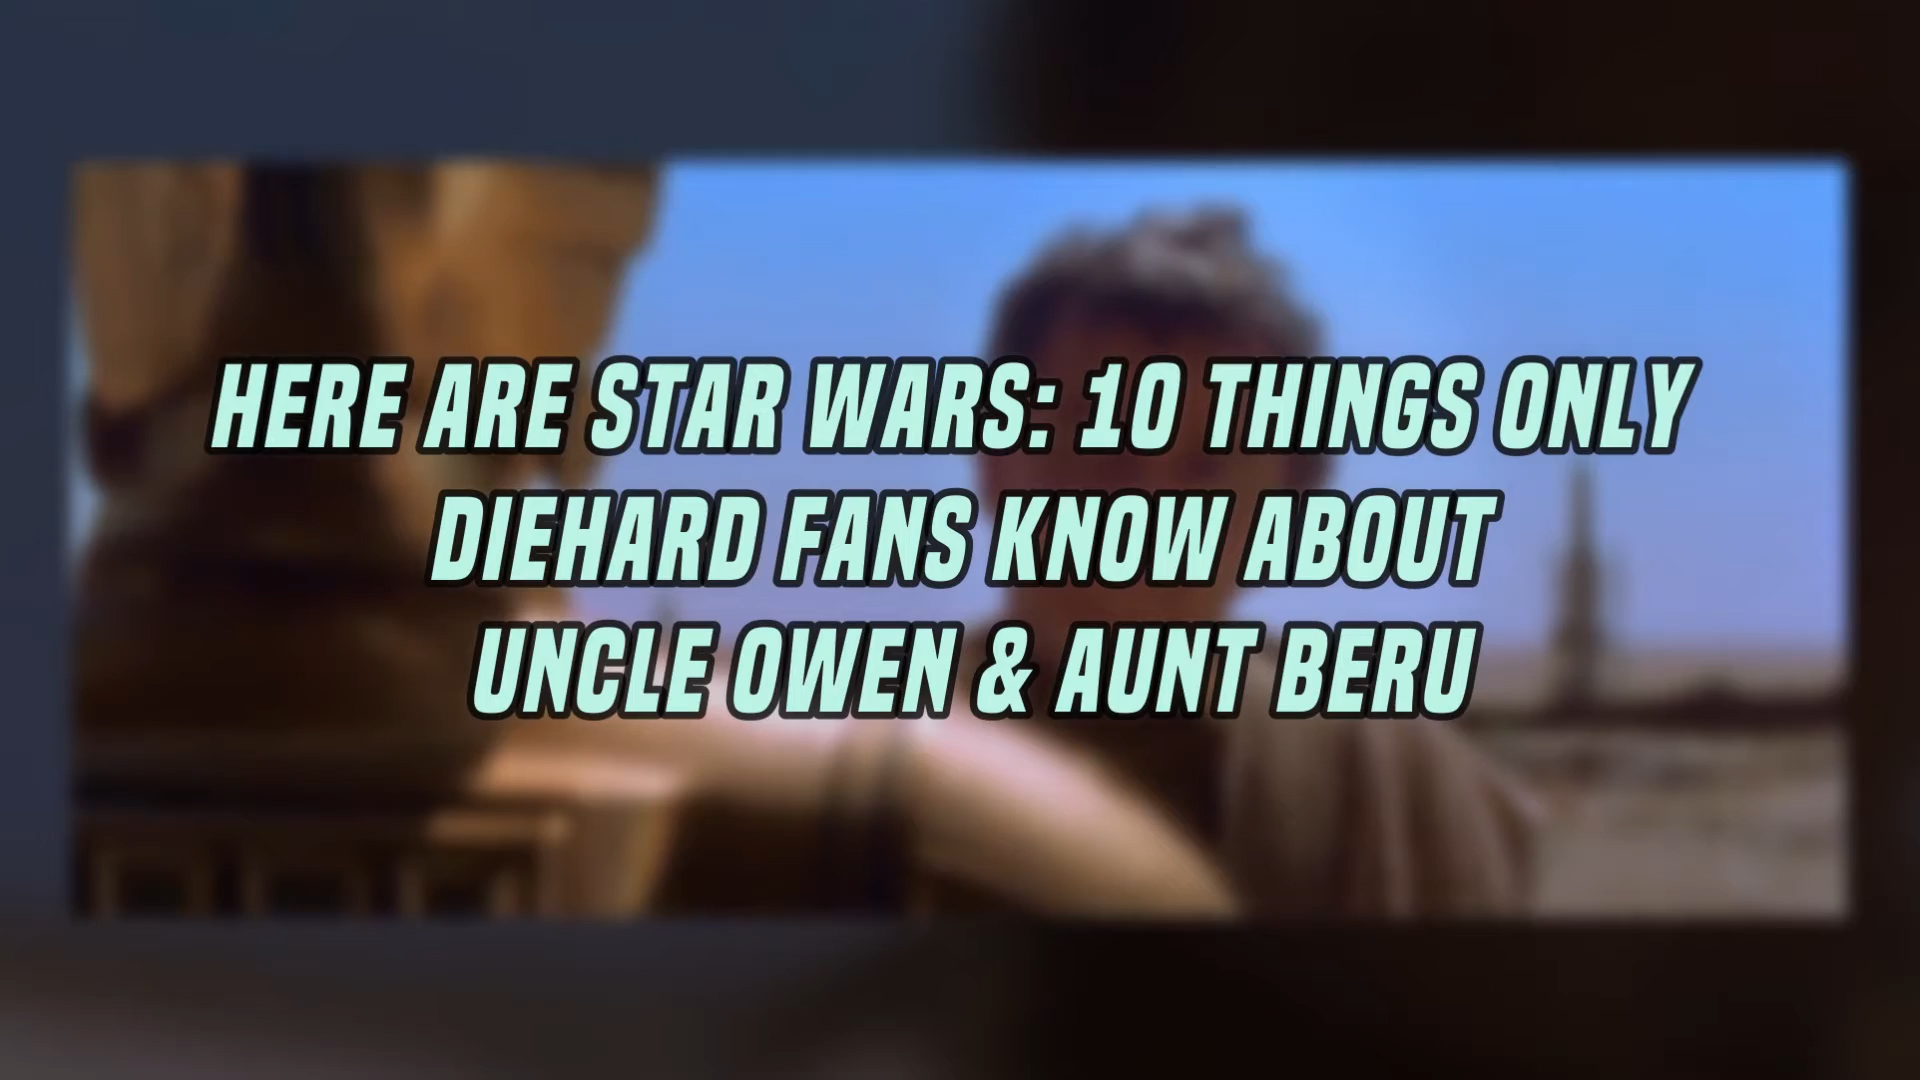 HERE ARE STAR WARS: 10 THINGS ONLY
DIEHARD FANS KNOW ABOUT
UNCLE OWEN & AUNT BERU